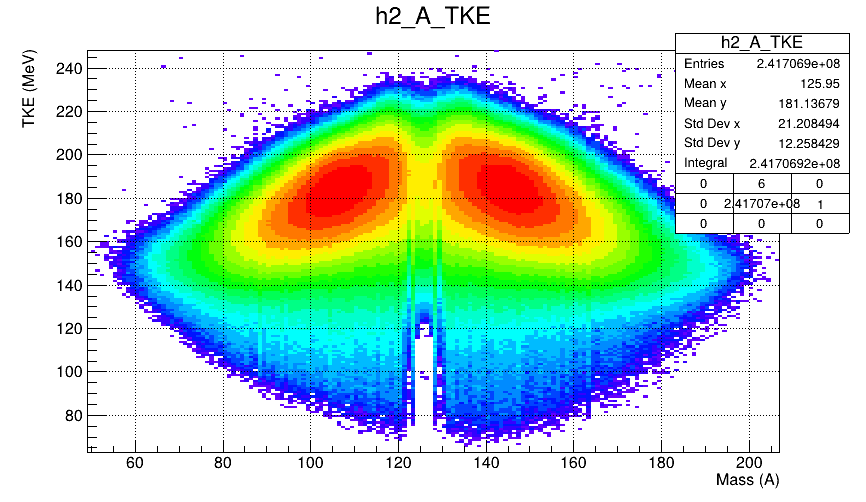 h2_A_TKE
TKE (MeV)
240
220
200
180
160
140
120
100
80
60 80 100 120 140 160 180 200
Mass (A)
h2_A_TKE
Entries 2.417069e+08
Mean x 125.95
Mean y 181.13679
Std Dev x 21.208494
Std Dev y 12.258429
Integral 2.4170692e+08
0 6 0
0 2.41707e+08 1
0 0 0